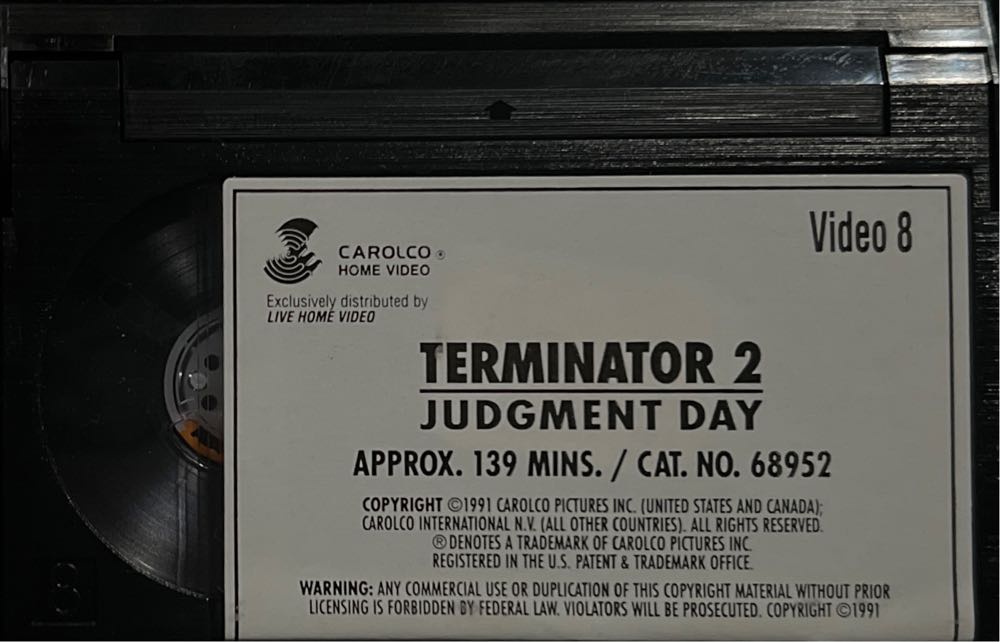 CAROLCO ®
HOME VIDEO
Video 8
Exclusively distributed by
LIVE HOME VIDEO
TERMINATOR 2
JUDGMENT DAY
APPROX. 139 MINS. / CAT. NO. 68952
COPYRIGHT ©1991 CAROLCO PICTURES INC. (UNITED STATES AND CANADA);
CAROLCO INTERNATIONAL N.V. (ALL OTHER COUNTRIES). ALL RIGHTS RESERVED.
® DENOTES A TRADEMARK OF CAROLCO PICTURES INC.
REGISTERED IN THE U.S. PATENT & TRADEMARK OFFICE.
WARNING: ANY COMMERCIAL USE OR DUPLICATION OF THIS COPYRIGHT MATERIAL WITHOUT PRIOR
LICENSING IS FORBIDDEN BY FEDERAL LAW. VIOLATORS WILL BE PROSECUTED. COPYRIGHT ©1991
8